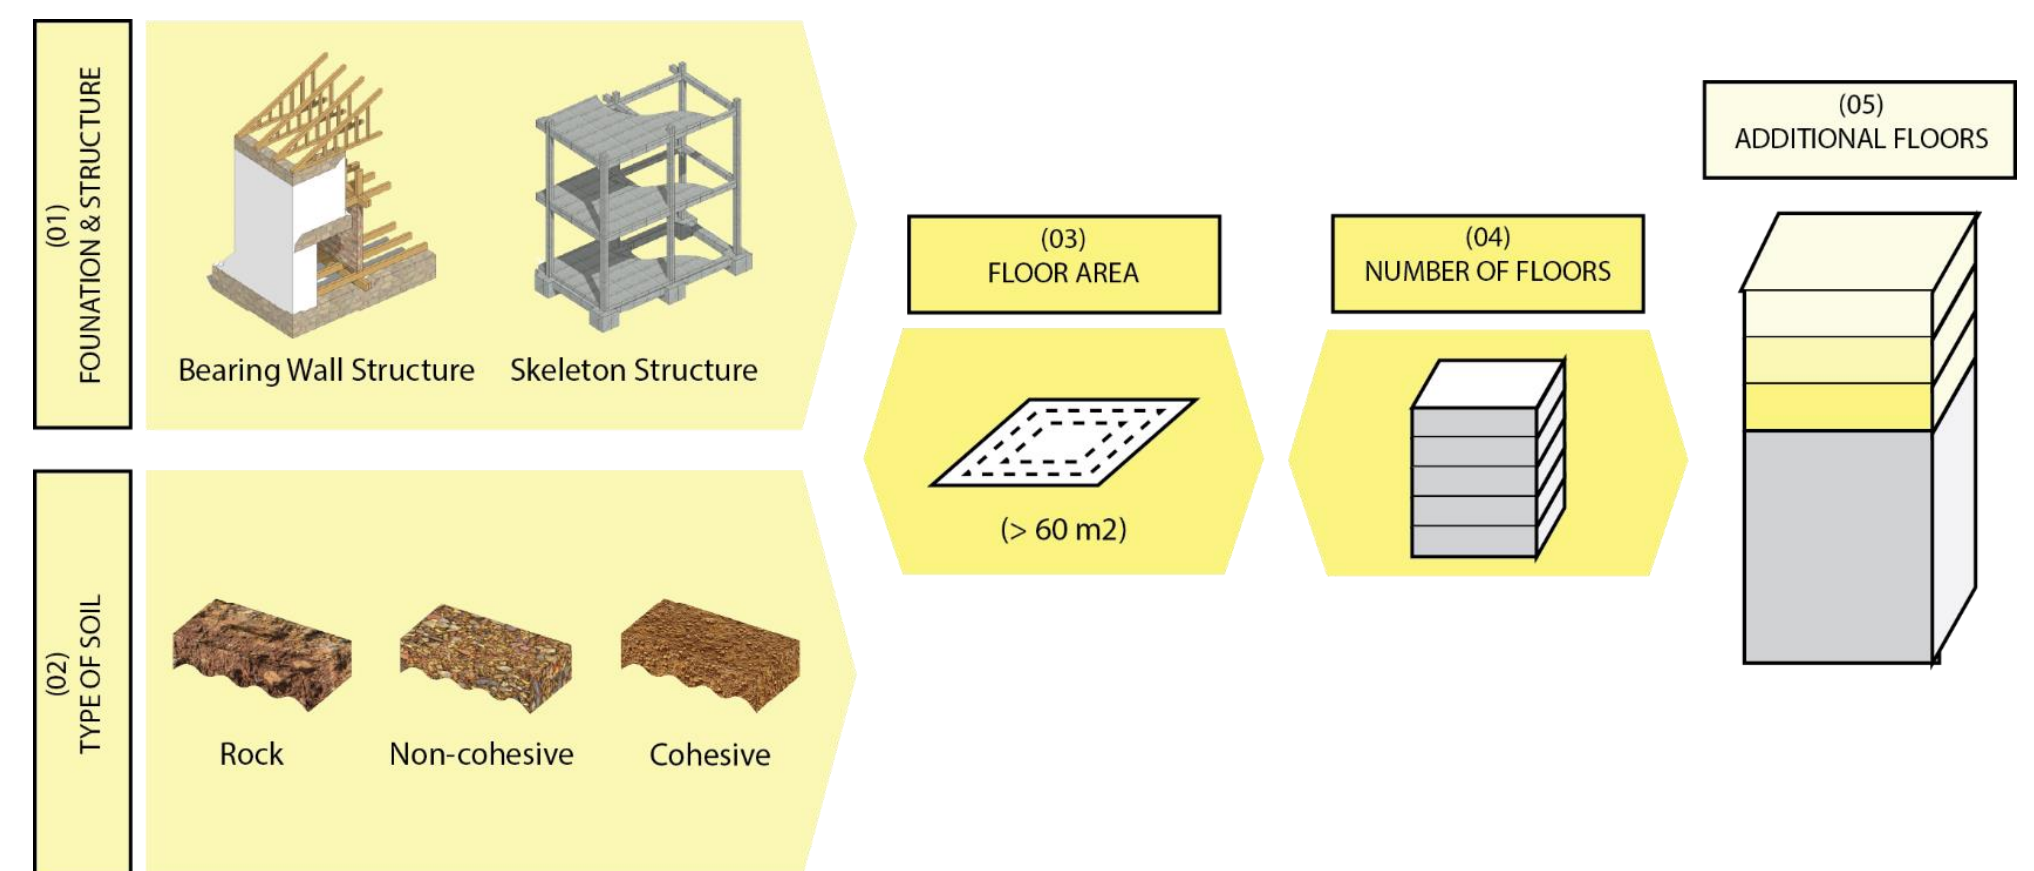 (01)
FOUNATION & STRUCTURE
Bearing Wall Structure
Skeleton Structure
(02)
TYPE OF SOIL
Rock
Non-cohesive
Cohesive
(03)
FLOOR AREA
(> 60 m2)
(04)
NUMBER OF FLOORS
(05)
ADDITIONAL FLOORS